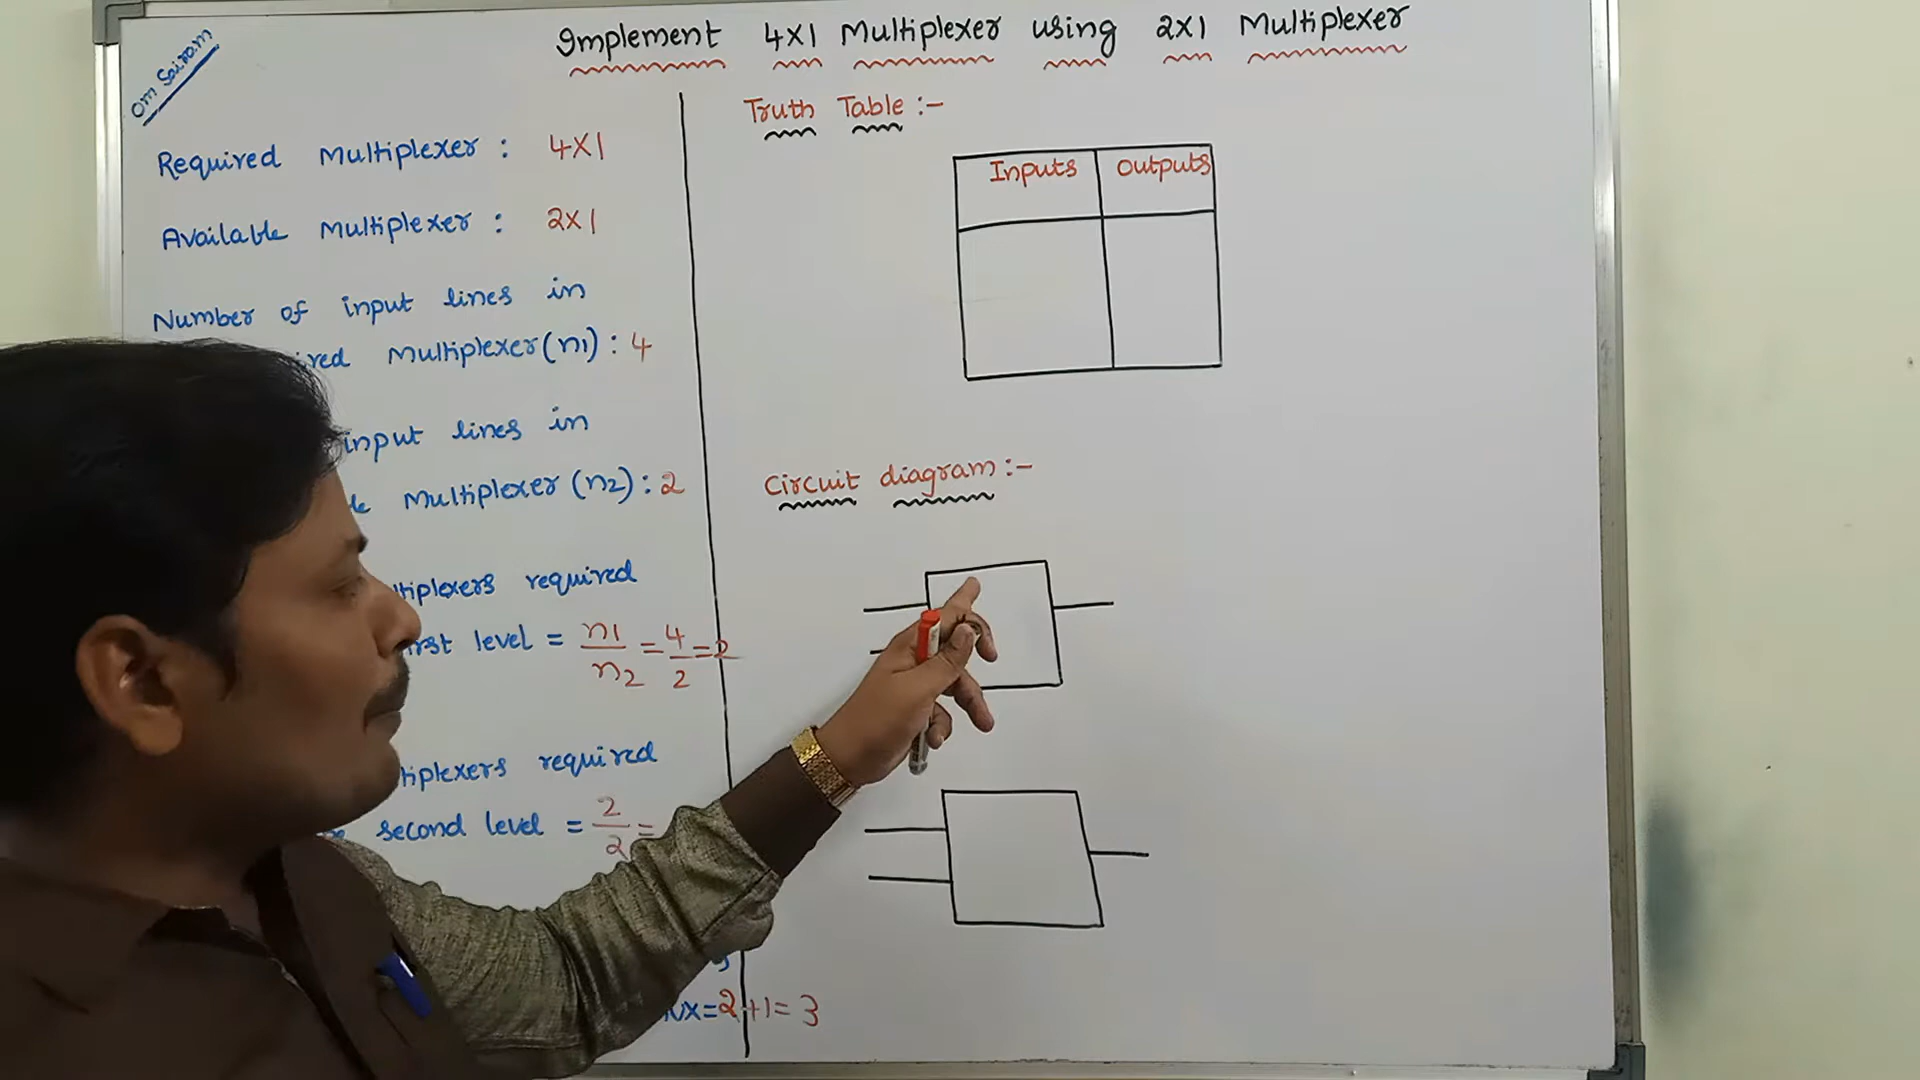 Om Sairam
Implement 4X1 Multiplexer using 2X1 Multiplexer
Required Multiplexer : 4X1
Available Multiplexer : 2X1
Number of input lines in
Multiplexer (n1) : 4
input lines in
Multiplexer (n2) : 2
required
level = n1/n2 = 4/2 = 2
required
second level = 2/2 =
= 2+1 = 3
Truth Table :-
Inputs Outputs
Circuit diagram :-